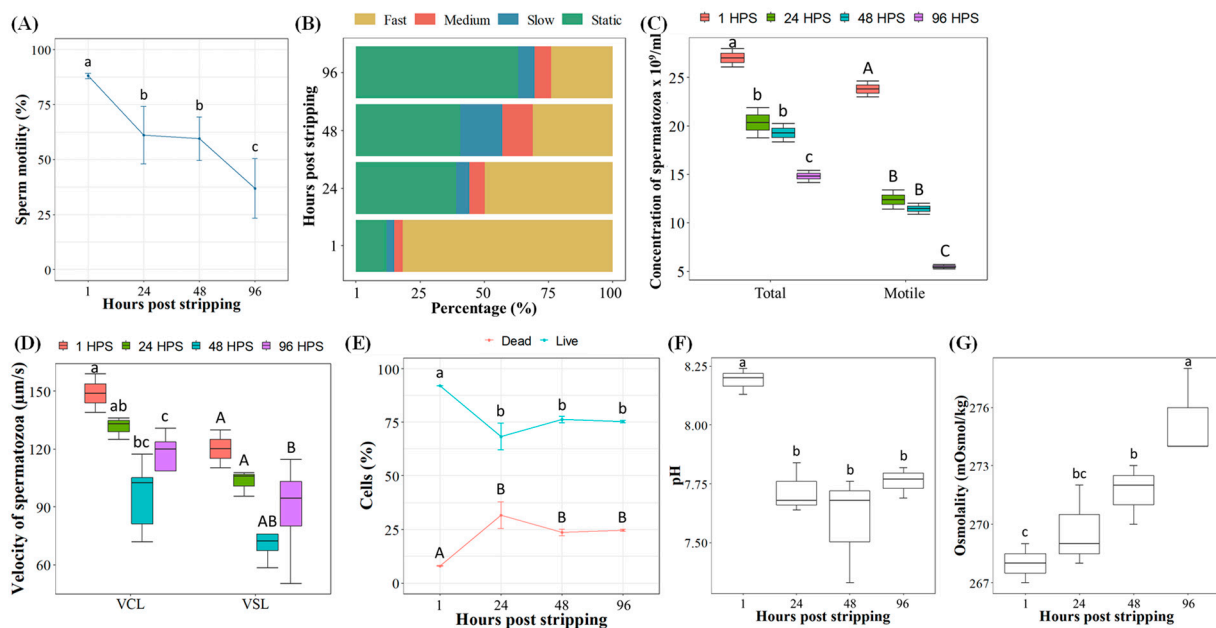 (A)
Sperm motility (%)
100
75
50
25
0
a
b
b
c
1
24
48
96
Hours post stripping
(B)
Fast
Medium
Slow
Static
Hours post stripping
96
48
24
1
1
25
50
75
100
Percentage (%)
(C)
1 HPS
24 HPS
48 HPS
96 HPS
Concentration of spermatozoa x 10⁹/ml
25
20
15
10
5
a
b
b
c
A
B
B
C
Total
Motile
(D)
1 HPS
24 HPS
48 HPS
96 HPS
Velocity of spermatozoa (µm/s)
150
120
90
60
a
ab
bc
c
A
A
AB
B
VCL
VSL
(E)
Dead
Live
Cells (%)
100
75
50
25
0
a
b
b
b
A
B
B
B
1
24
48
96
Hours post stripping
(F)
pH
8.25
8.00
7.75
7.50
a
b
b
b
1
24
48
96
Hours post stripping
(G)
Osmolality (mOsmol/kg)
276
273
270
267
c
bc
b
a
1
24
48
96
Hours post stripping